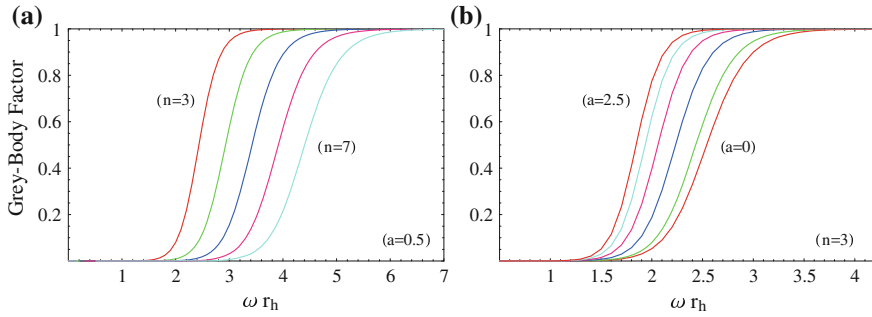 (a)
Grey-Body Factor
1
0.8
0.6
0.4
0.2
(n=3)
(n=7)
(a=0.5)
1 2 3 4 5 6 7
ω r_h
(b)
1
0.8
0.6
0.4
0.2
(a=2.5)
(a=0)
(n=3)
1 1.5 2 2.5 3 3.5 4
ω r_h